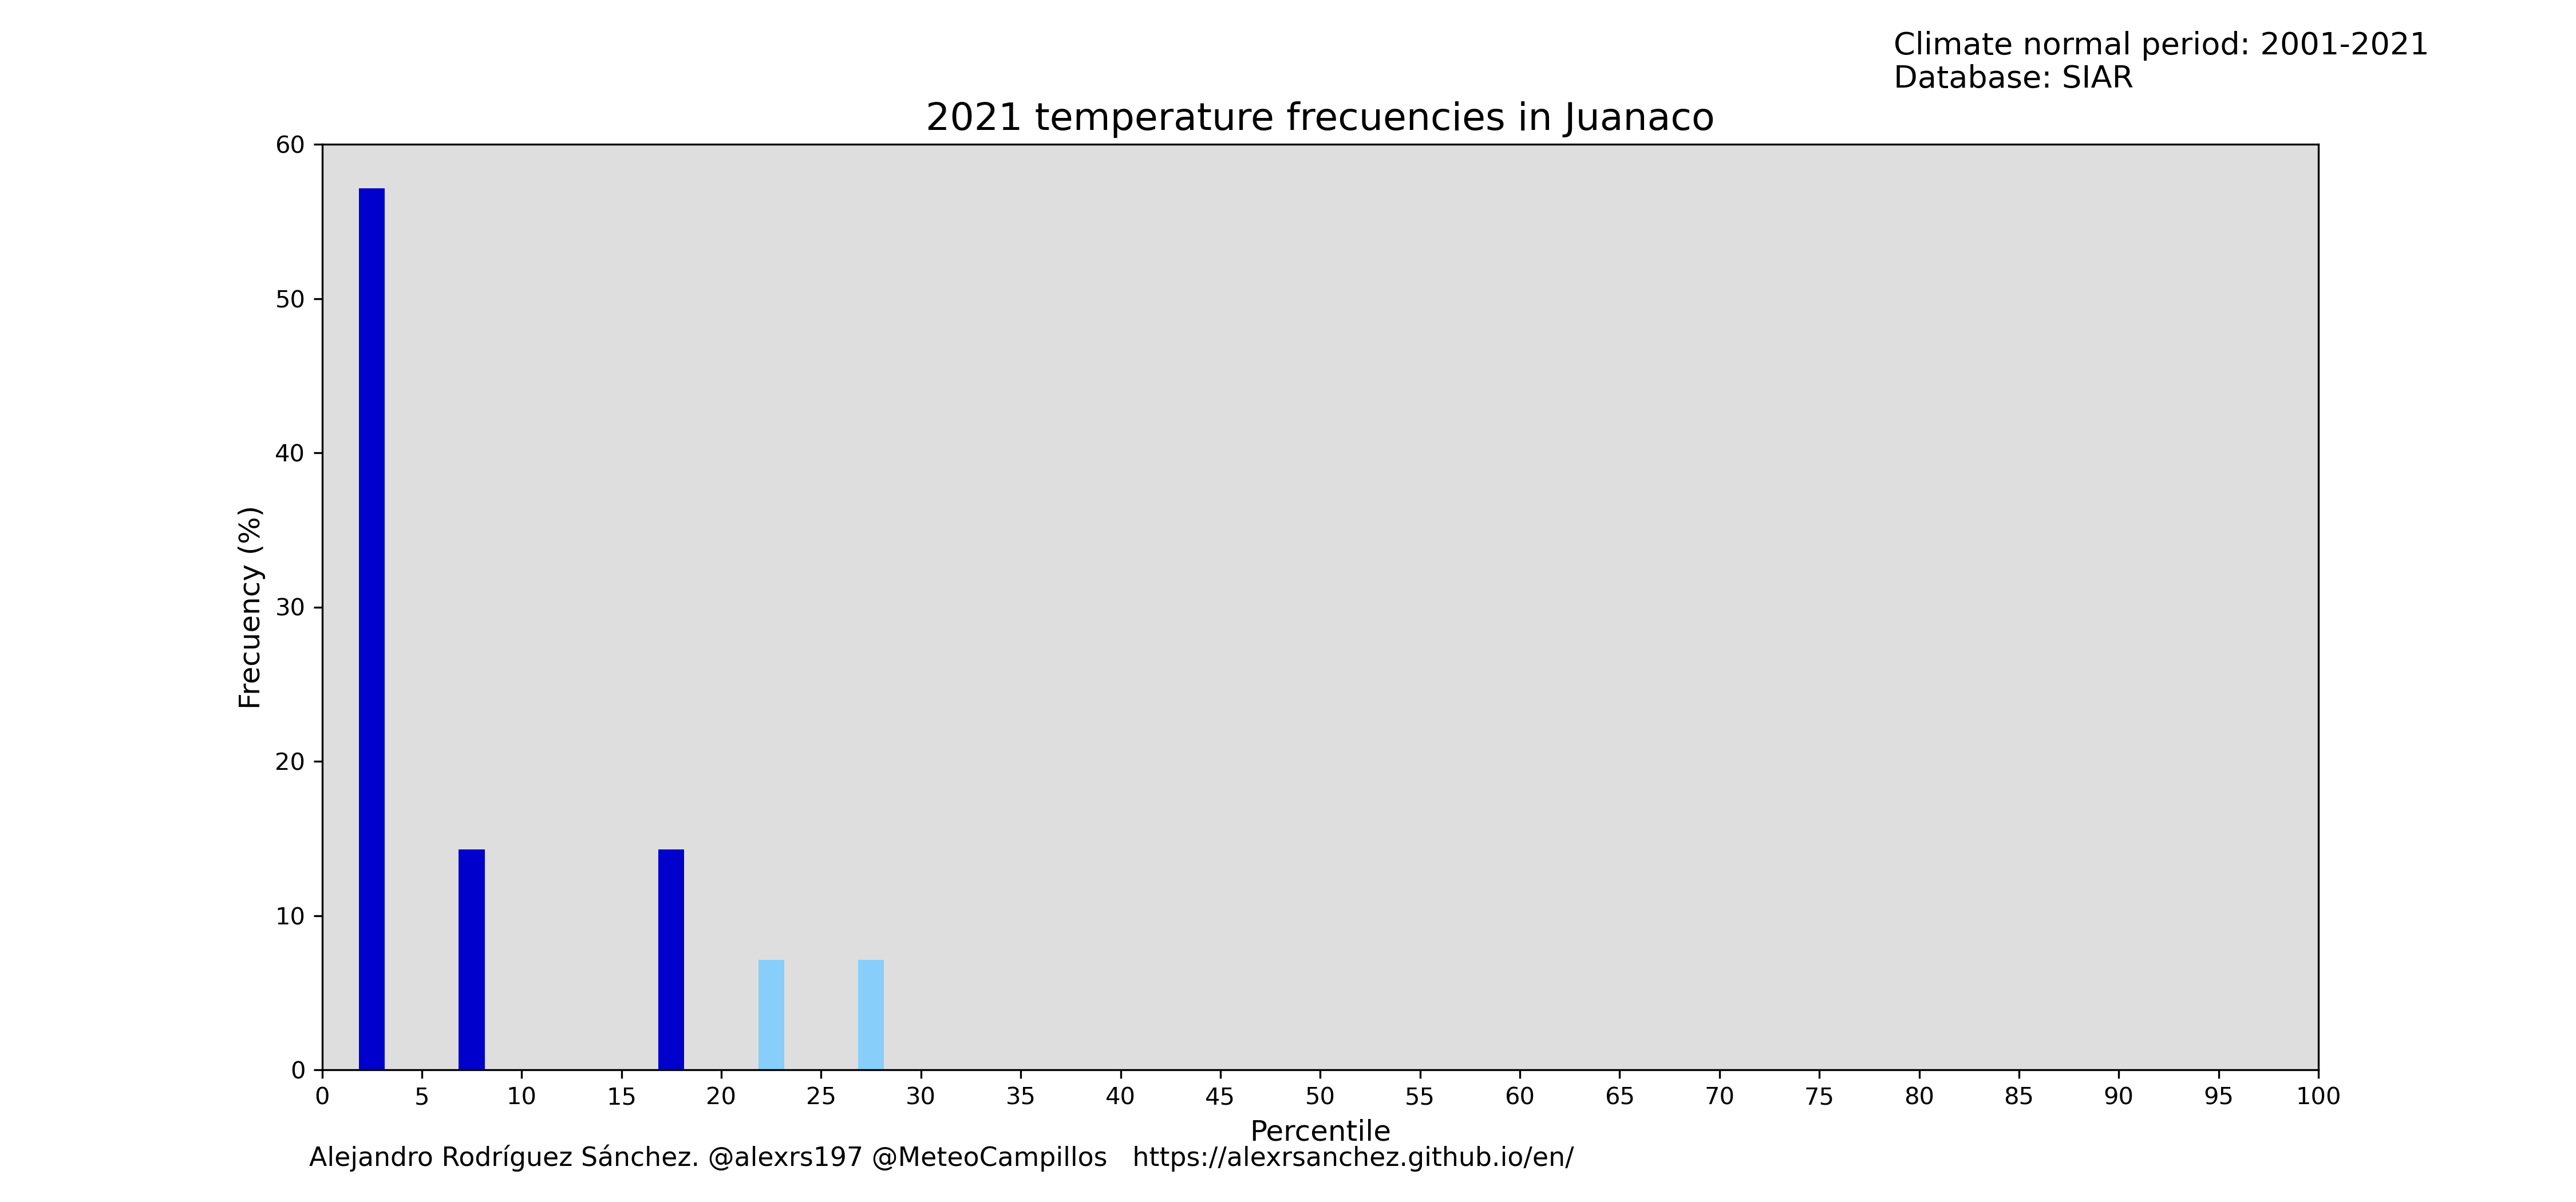 Climate normal period: 2001-2021
Database: SIAR
2021 temperature frecuencies in Juanaco
60
50
40
30
20
10
0
Frecuency (%)
0 5 10 15 20 25 30 35 40 45 50 55 60 65 70 75 80 85 90 95 100
Percentile
Alejandro Rodríguez Sánchez. @alexrs197 @MeteoCampillos https://alexrsanchez.github.io/en/